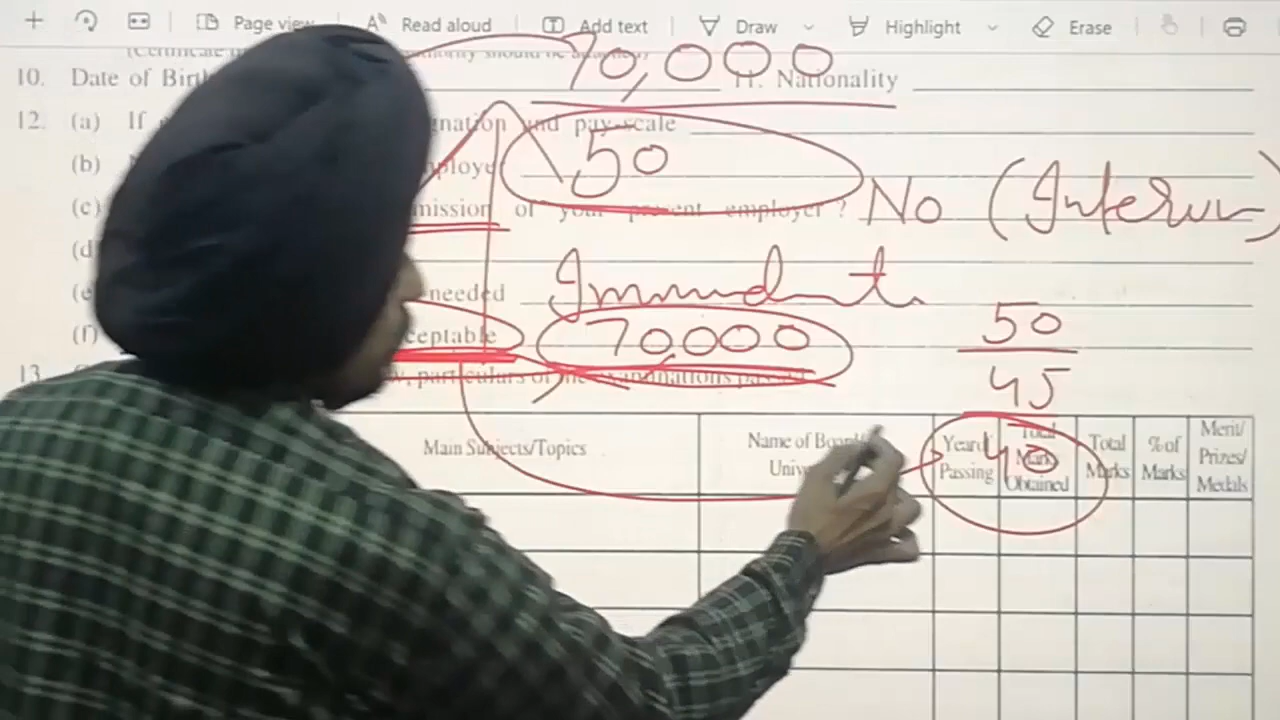 Page view Read aloud Add text Draw Highlight Erase
70,000
10. Date of Birth 11. Nationality
12. (a) If nation and pay-scale
50
(b) employer
(c) mission of your present employer ? No (Interview)
(d)
(e) needed Immediate
(f) ceptable 70000
50
45
40
13. particulars of the examinations passed
Main Subjects/Topics Name of Board/ Year of Passing Total Marks Obtained Total Marks % of Marks Merit/ Prizes/ Medals